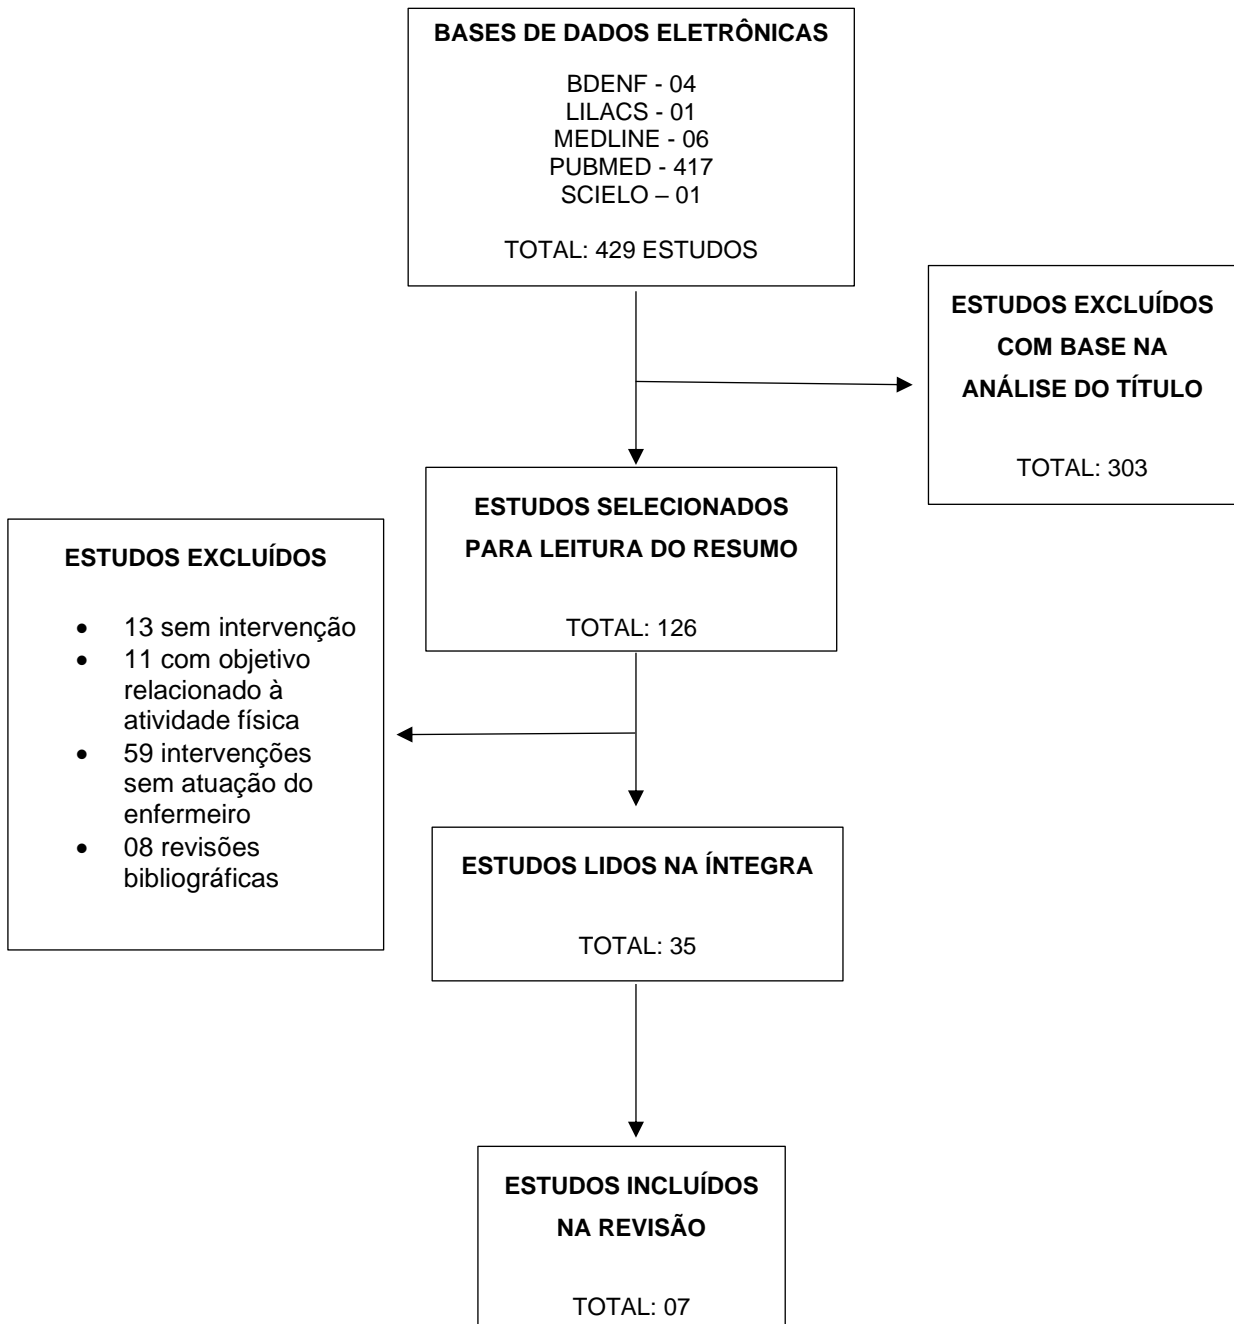 BASES DE DADOS ELETRÔNICAS
BDENF - 04
LILACS - 01
MEDLINE - 06
PUBMED - 417
SCIELO – 01
TOTAL: 429 ESTUDOS
ESTUDOS EXCLUÍDOS
COM BASE NA
ANÁLISE DO TÍTULO
TOTAL: 303
ESTUDOS SELECIONADOS
PARA LEITURA DO RESUMO
TOTAL: 126
ESTUDOS EXCLUÍDOS
• 13 sem intervenção
• 11 com objetivo
relacionado à
atividade física
• 59 intervenções
sem atuação do
enfermeiro
• 08 revisões
bibliográficas
ESTUDOS LIDOS NA ÍNTEGRA
TOTAL: 35
ESTUDOS INCLUÍDOS
NA REVISÃO
TOTAL: 07